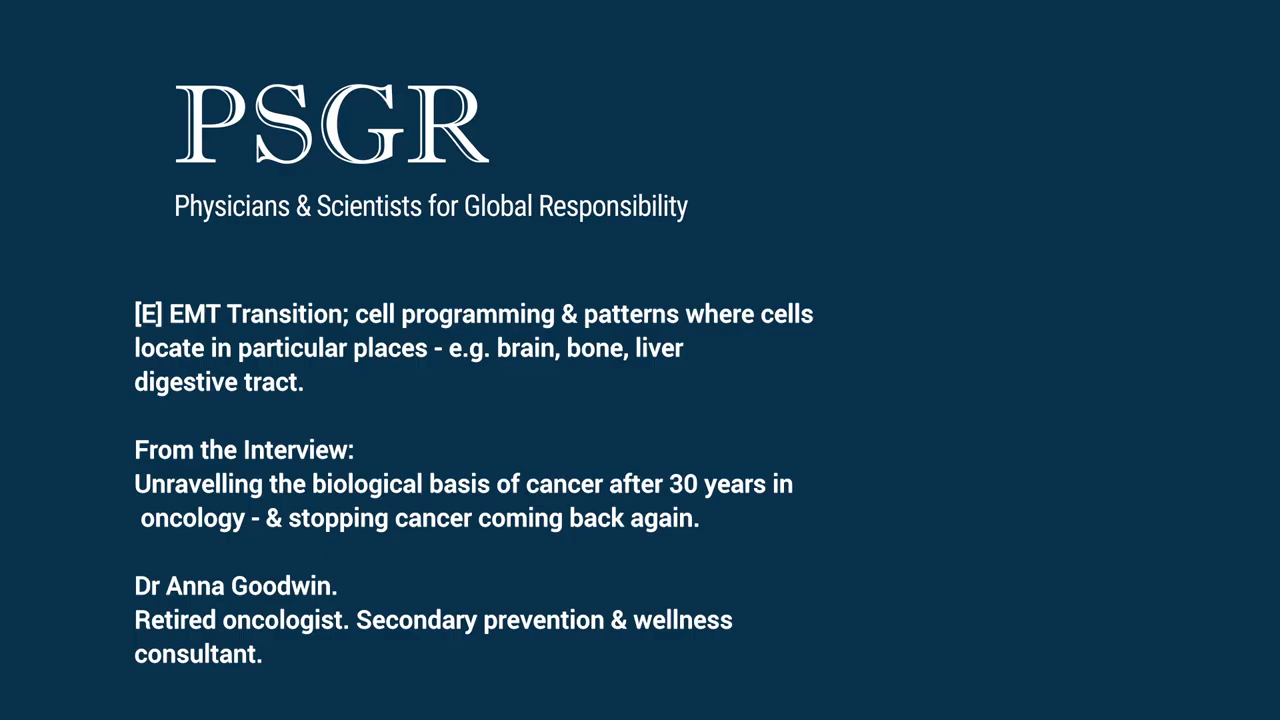 PSGR
Physicians & Scientists for Global Responsibility
[E] EMT Transition; cell programming & patterns where cells
locate in particular places - e.g. brain, bone, liver
digestive tract.
From the Interview:
Unravelling the biological basis of cancer after 30 years in
oncology - & stopping cancer coming back again.
Dr Anna Goodwin.
Retired oncologist. Secondary prevention & wellness
consultant.